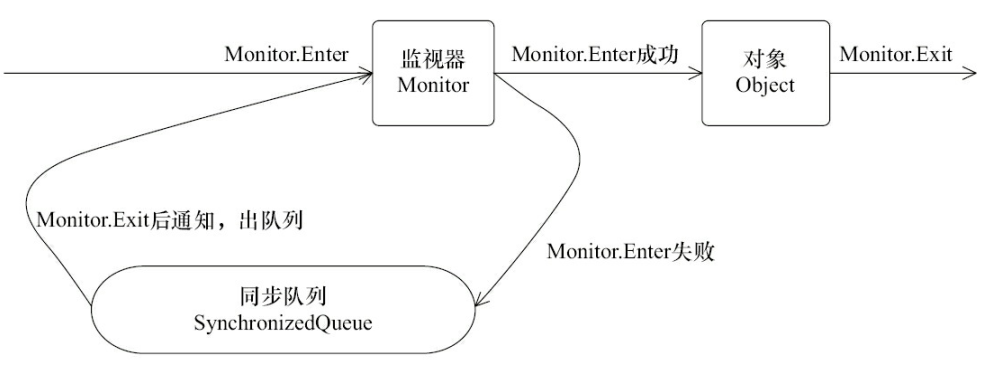 Monitor.Enter
监视器
Monitor
Monitor.Enter成功
对象
Object
Monitor.Exit
Monitor.Exit后通知，出队列
Monitor.Enter失败
同步队列
SynchronizedQueue